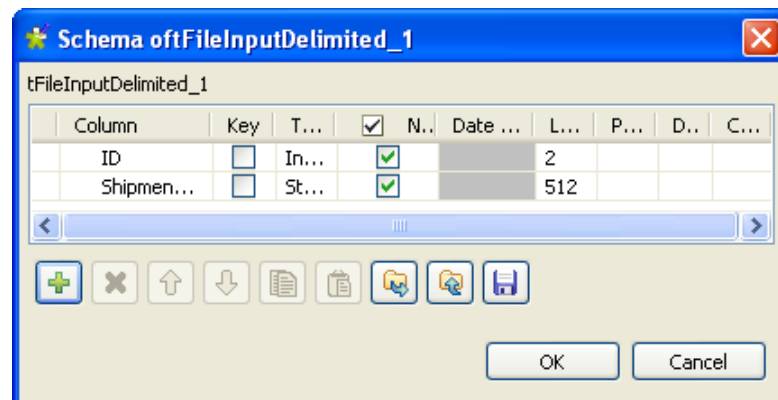 Schema oftFileInputDelimited_1
tFileInputDelimited_1
Column Key T... N.. Date ... L... P... D.. C...
ID In... 2
Shipmen... St... 512
OK Cancel